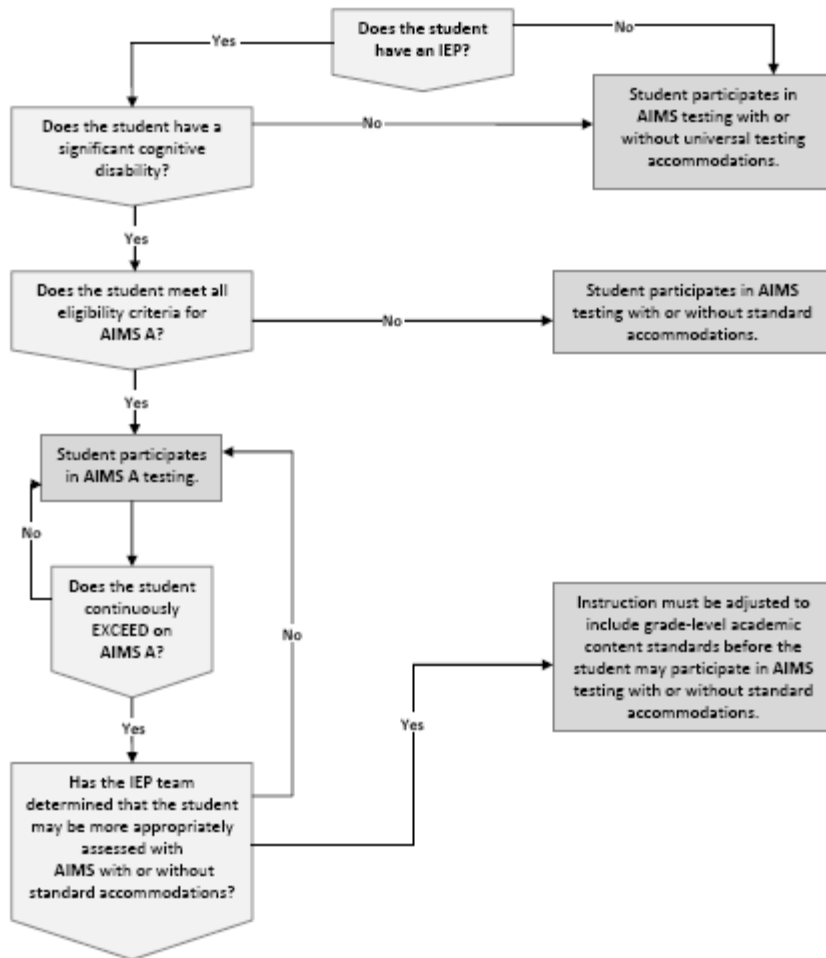 Does the student
have an IEP?
Yes
No
Student participates in
AIMS testing with or
without universal testing
accommodations.
Does the student have a
significant cognitive
disability?
No
Yes
Does the student meet all
eligibility criteria for
AIMS A?
No
Student participates in AIMS
testing with or without standard
accommodations.
Yes
Student participates
in AIMS A testing.
No
Does the student
continuously
EXCEED on
AIMS A?
No
Instruction must be adjusted to
include grade-level academic
content standards before the
student may participate in AIMS
testing with or without standard
accommodations.
Yes
Yes
Has the IEP team
determined that the student
may be more appropriately
assessed with
AIMS with or without
standard accommodations?